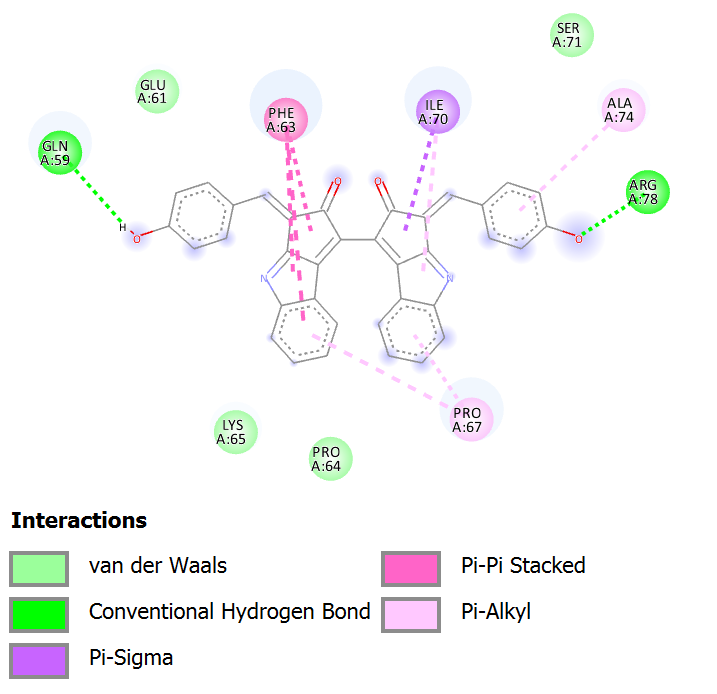 SER
A:71
GLU
A:61
ILE
A:70
ALA
A:74
PHE
A:63
GLN
A:59
ARG
A:78
O
O
H
O
O
N
N
PRO
A:67
LYS
A:65
PRO
A:64
Interactions
van der Waals
Pi-Pi Stacked
Conventional Hydrogen Bond
Pi-Alkyl
Pi-Sigma